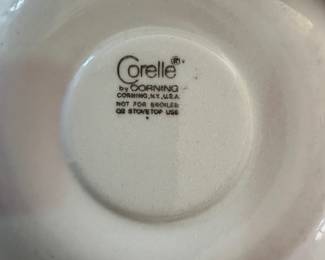 Corelle®
by CORNING
CORNING, N.Y., U.S.A.
NOT FOR BROILER
OR STOVETOP USE